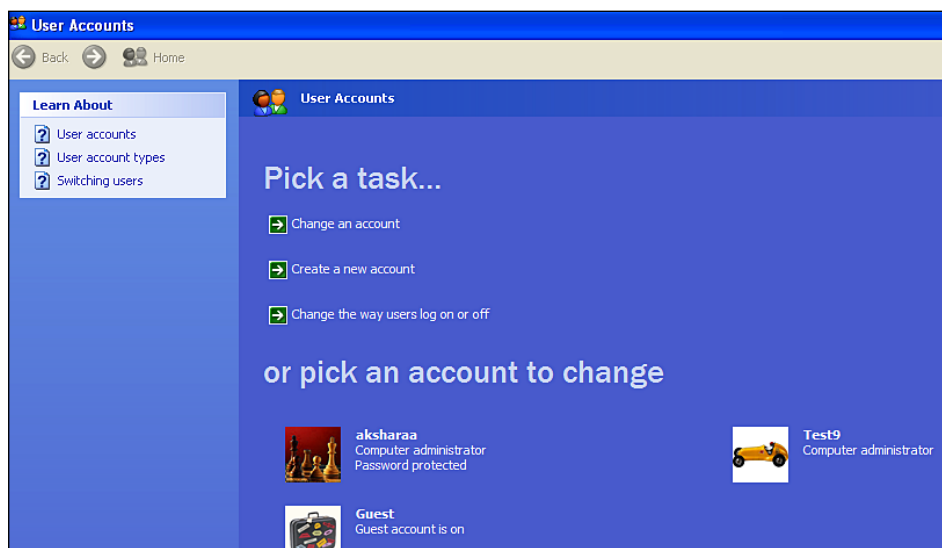 User Accounts
Back Home
Learn About
User accounts
User account types
Switching users
User Accounts
Pick a task...
Change an account
Create a new account
Change the way users log on or off
or pick an account to change
aksharaa
Computer administrator
Password protected
Test9
Computer administrator
Guest
Guest account is on